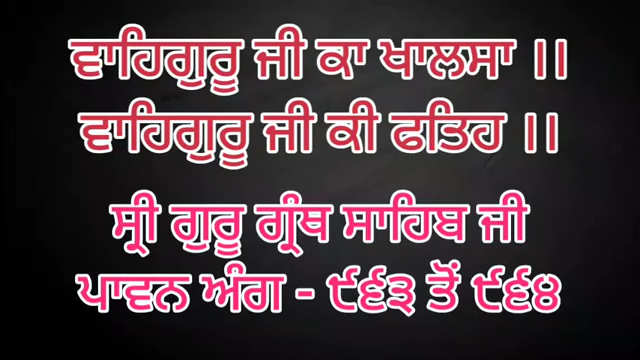 ਵਾਹਿਗੁਰੂ ਜੀ ਕਾ ਖਾਲਸਾ ।।
ਵਾਹਿਗੁਰੂ ਜੀ ਕੀ ਫਤਿਹ ।।
ਸ੍ਰੀ ਗੁਰੂ ਗ੍ਰੰਥ ਸਾਹਿਬ ਜੀ
ਪਾਵਨ ਅੰਗ - ੯੬੩ ਤੋਂ ੯੬੪